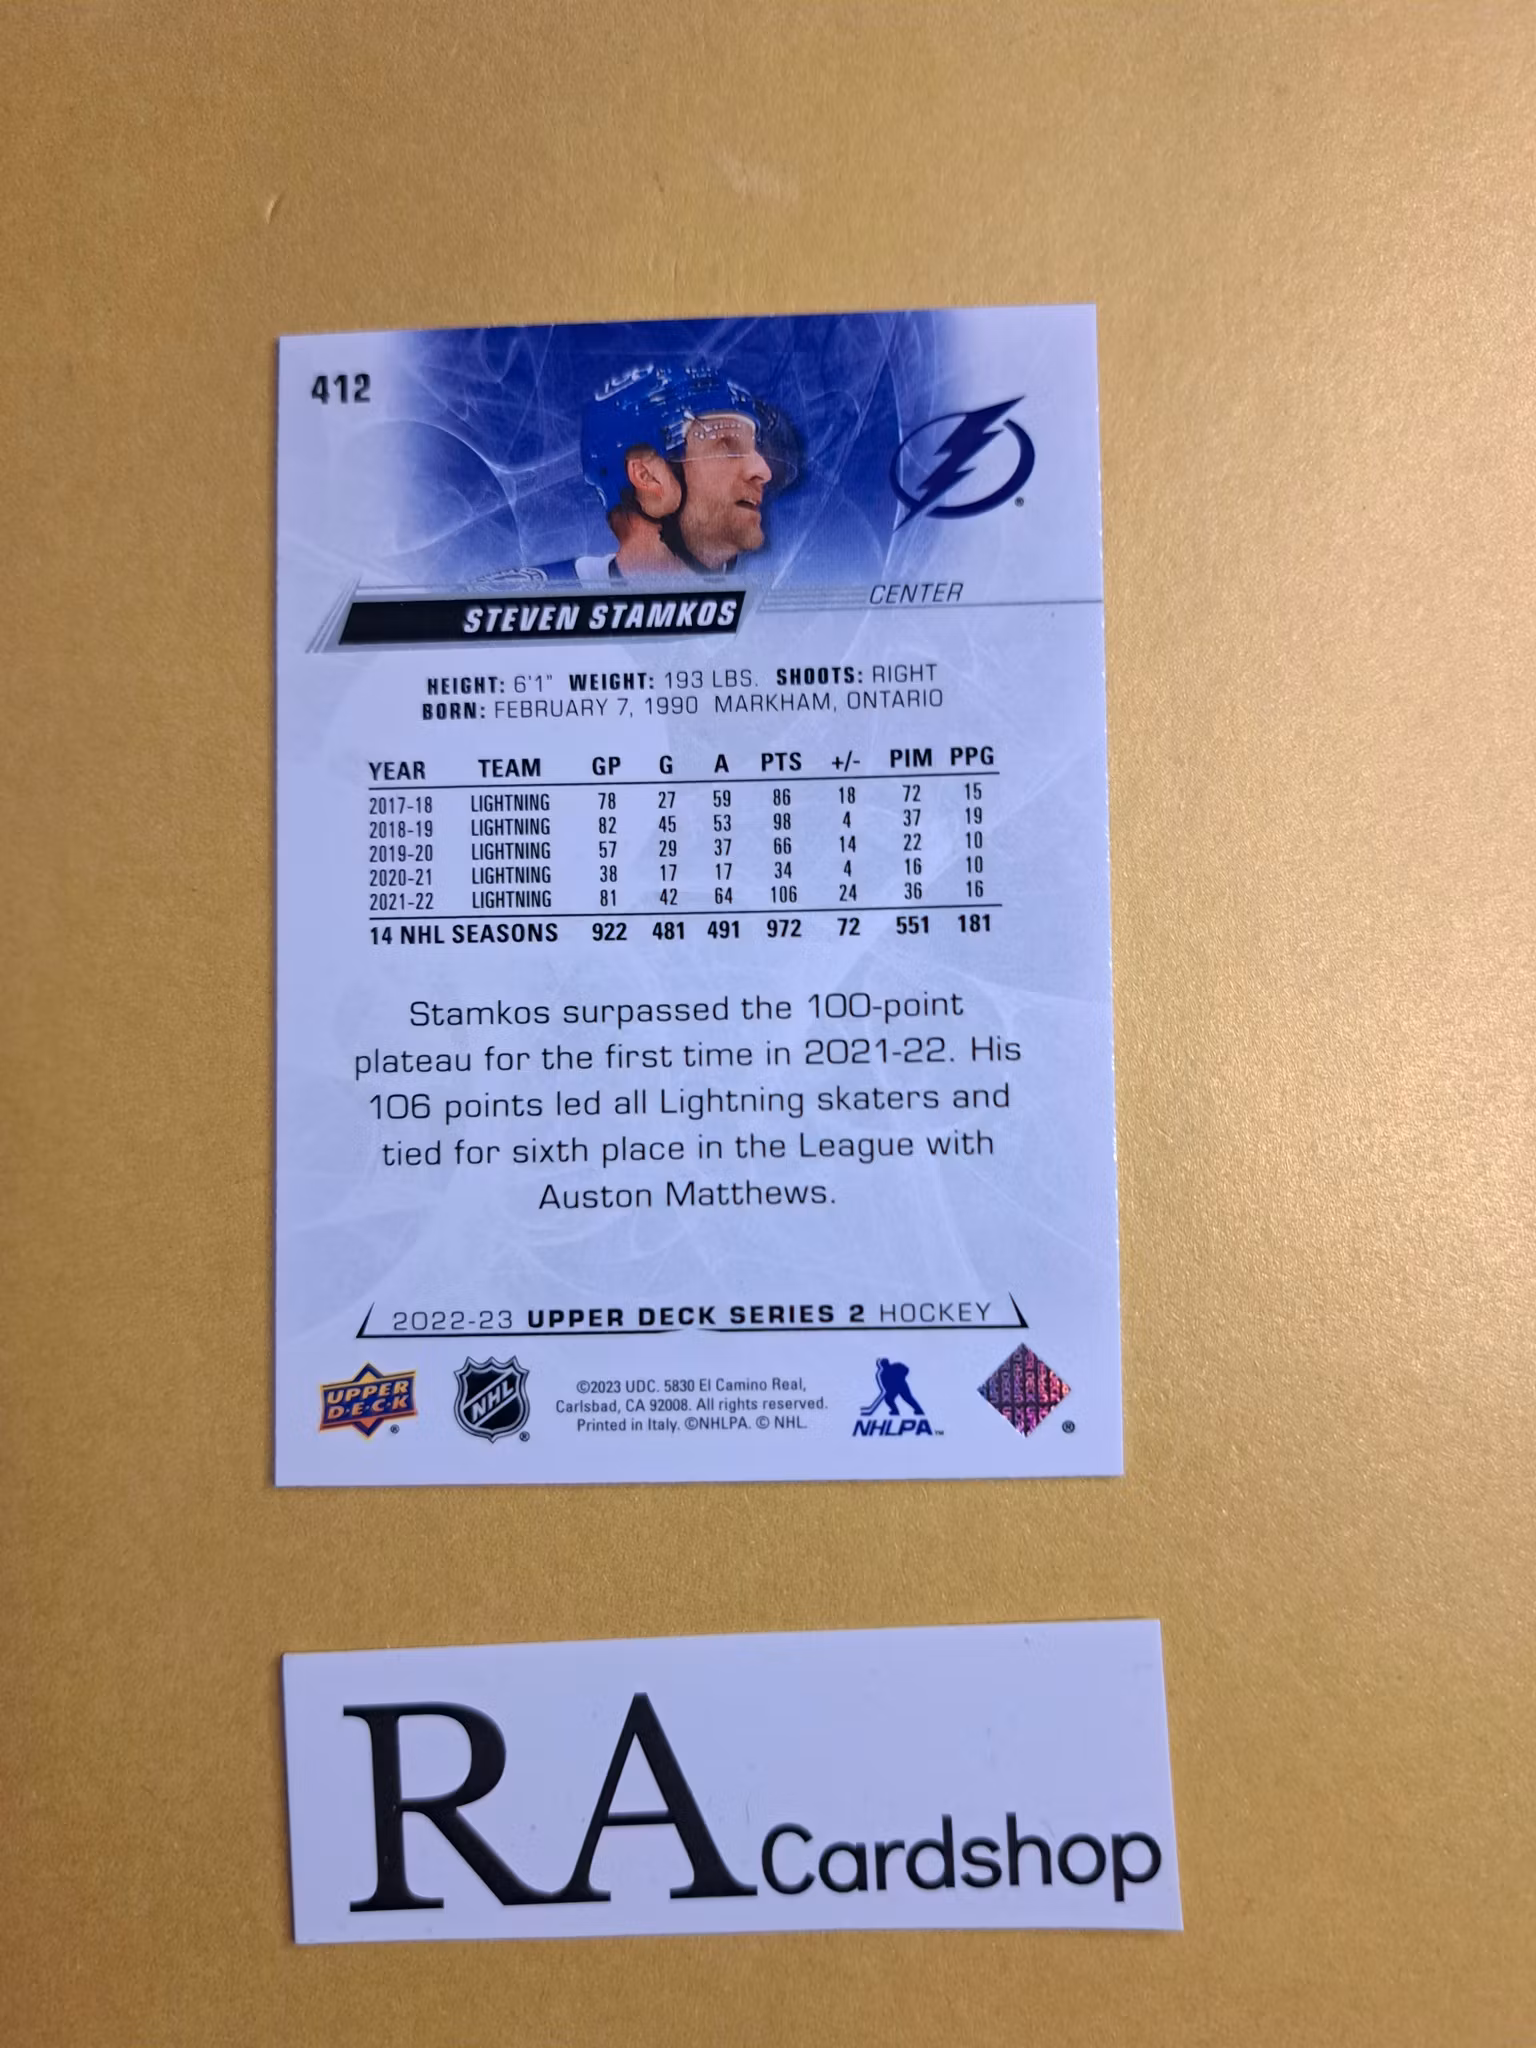 412
STEVEN STAMKOS
CENTER
HEIGHT: 6'1" WEIGHT: 193 LBS. SHOOTS: RIGHT
BORN: FEBRUARY 7, 1990 MARKHAM, ONTARIO
YEAR TEAM GP G A PTS +/- PIM PPG
2017-18 LIGHTNING 78 27 59 86 18 72 15
2018-19 LIGHTNING 82 45 53 98 4 37 19
2019-20 LIGHTNING 57 29 37 66 14 22 10
2020-21 LIGHTNING 38 17 17 34 4 16 10
2021-22 LIGHTNING 81 42 64 106 24 36 16
14 NHL SEASONS 922 481 491 972 72 551 181
Stamkos surpassed the 100-point
plateau for the first time in 2021-22. His
106 points led all Lightning skaters and
tied for sixth place in the League with
Auston Matthews.
2022-23 UPPER DECK SERIES 2 HOCKEY
UPPER
D•E•C•K ®
NHL ®
©2023 UDC. 5830 El Camino Real,
Carlsbad, CA 92008. All rights reserved.
Printed in Italy. ©NHLPA. © NHL.
NHLPA™
®
RA Cardshop